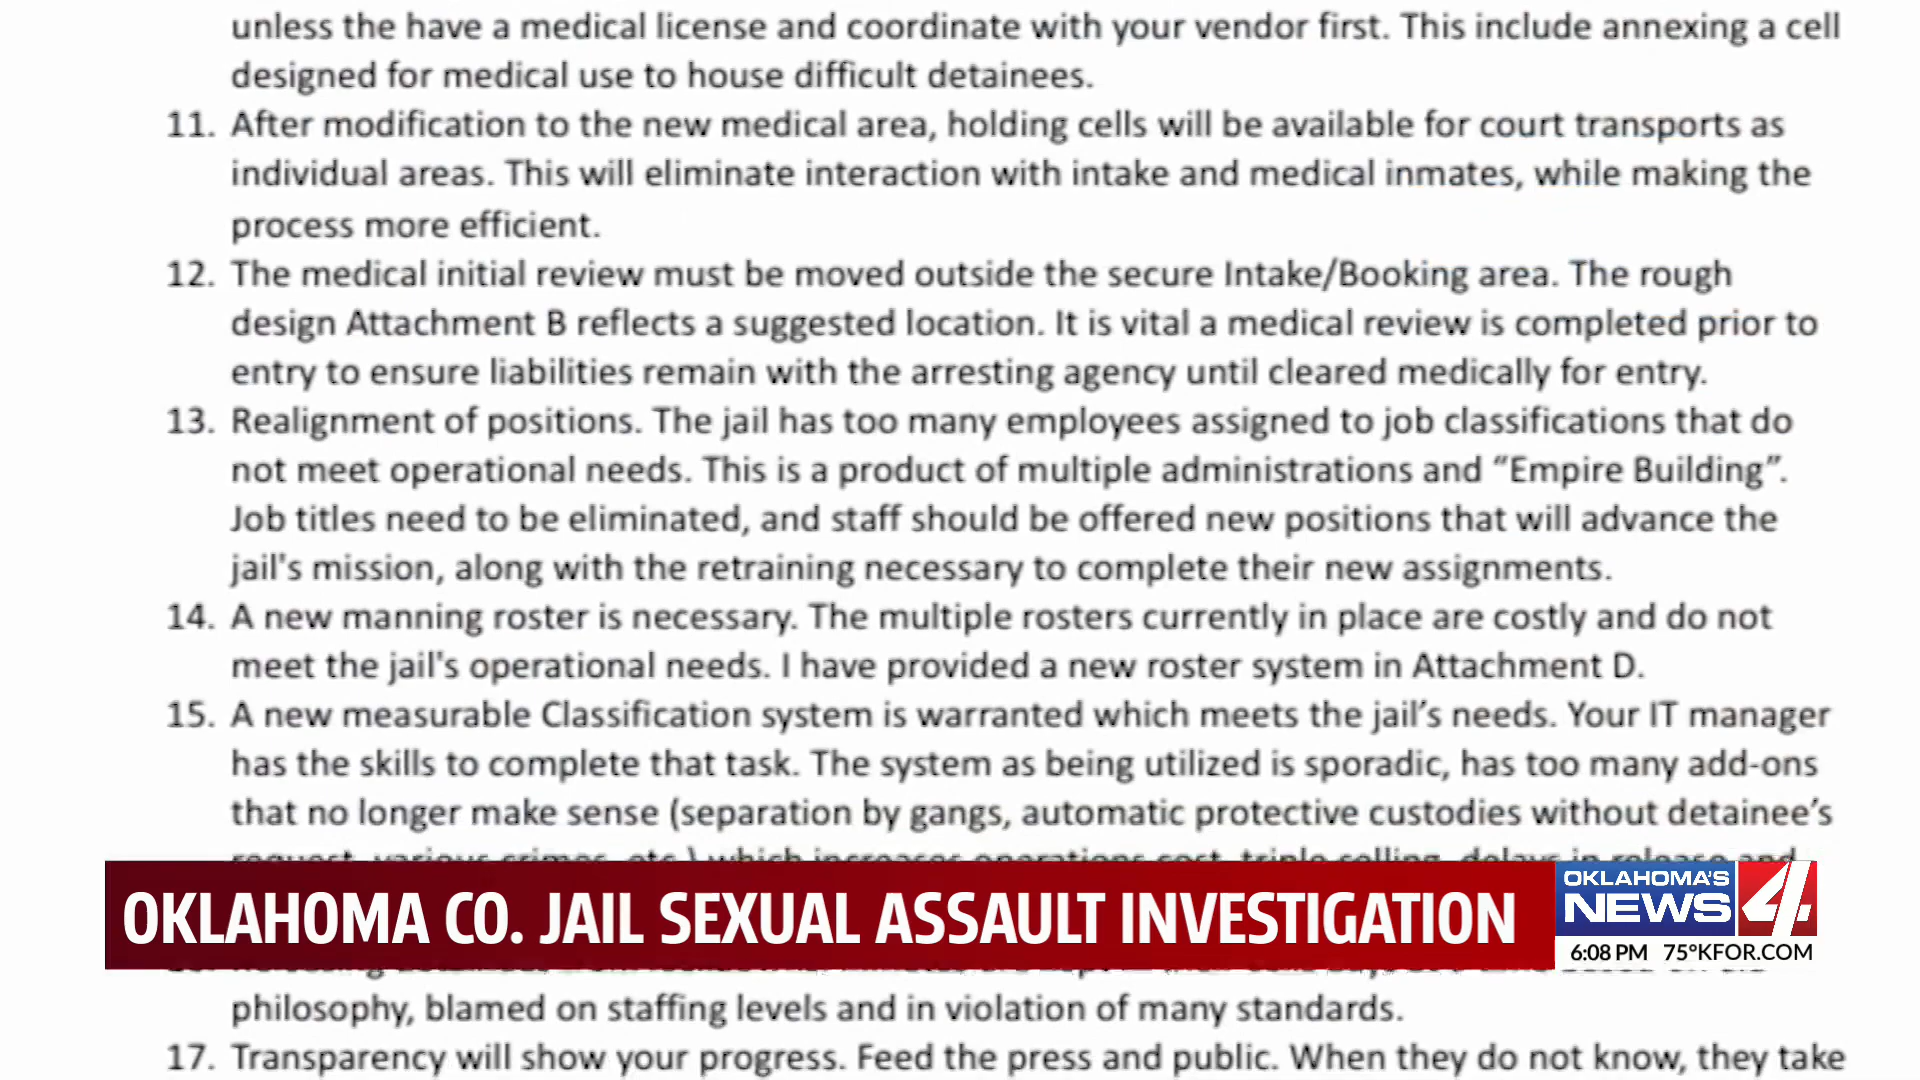 unless the have a medical license and coordinate with your vendor first. This include annexing a cell
designed for medical use to house difficult detainees.
11. After modification to the new medical area, holding cells will be available for court transports as
individual areas. This will eliminate interaction with intake and medical inmates, while making the
process more efficient.
12. The medical initial review must be moved outside the secure Intake/Booking area. The rough
design Attachment B reflects a suggested location. It is vital a medical review is completed prior to
entry to ensure liabilities remain with the arresting agency until cleared medically for entry.
13. Realignment of positions. The jail has too many employees assigned to job classifications that do
not meet operational needs. This is a product of multiple administrations and “Empire Building”.
Job titles need to be eliminated, and staff should be offered new positions that will advance the
jail's mission, along with the retraining necessary to complete their new assignments.
14. A new manning roster is necessary. The multiple rosters currently in place are costly and do not
meet the jail's operational needs. I have provided a new roster system in Attachment D.
15. A new measurable Classification system is warranted which meets the jail’s needs. Your IT manager
has the skills to complete that task. The system as being utilized is sporadic, has too many add-ons
that no longer make sense (separation by gangs, automatic protective custodies without detainee’s
request, various crimes, etc.) which increases operations cost, triple celling, delays in release and
OKLAHOMA CO. JAIL SEXUAL ASSAULT INVESTIGATION
OKLAHOMA'S
NEWS 4
6:08 PM 75° KFOR.COM
philosophy, blamed on staffing levels and in violation of many standards.
17. Transparency will show your progress. Feed the press and public. When they do not know, they take